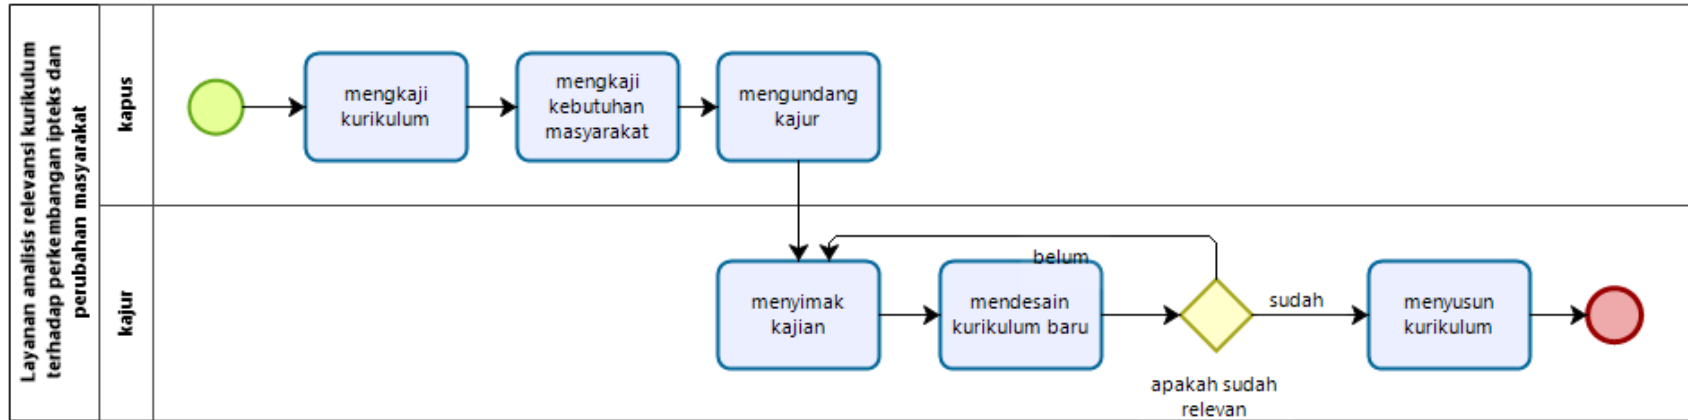 Layanan analisis relevansi kurikulum
terhadap perkembangan ipteks dan
perubahan masyarakat
kapus
mengkaji
kurikulum
mengkaji
kebutuhan
masyarakat
mengundang
kajur
kajur
menyimak
kajian
belum
mendesain
kurikulum baru
apakah sudah
relevan
sudah
menyusun
kurikulum